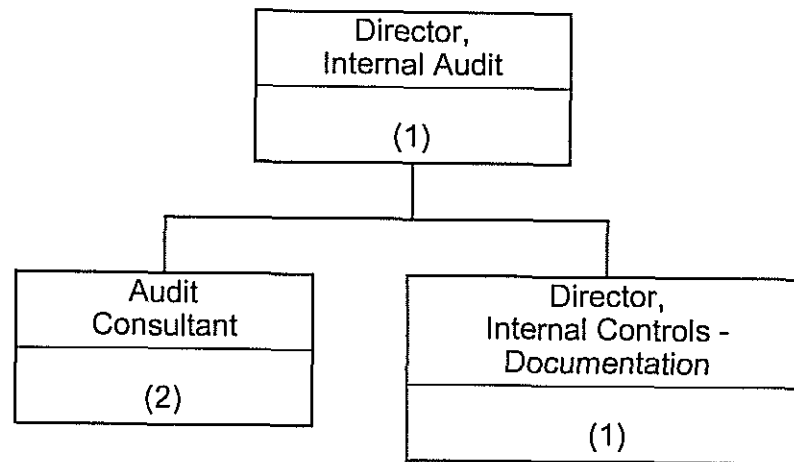 Director,
Internal Audit
(1)
Audit
Consultant
(2)
Director,
Internal Controls -
Documentation
(1)